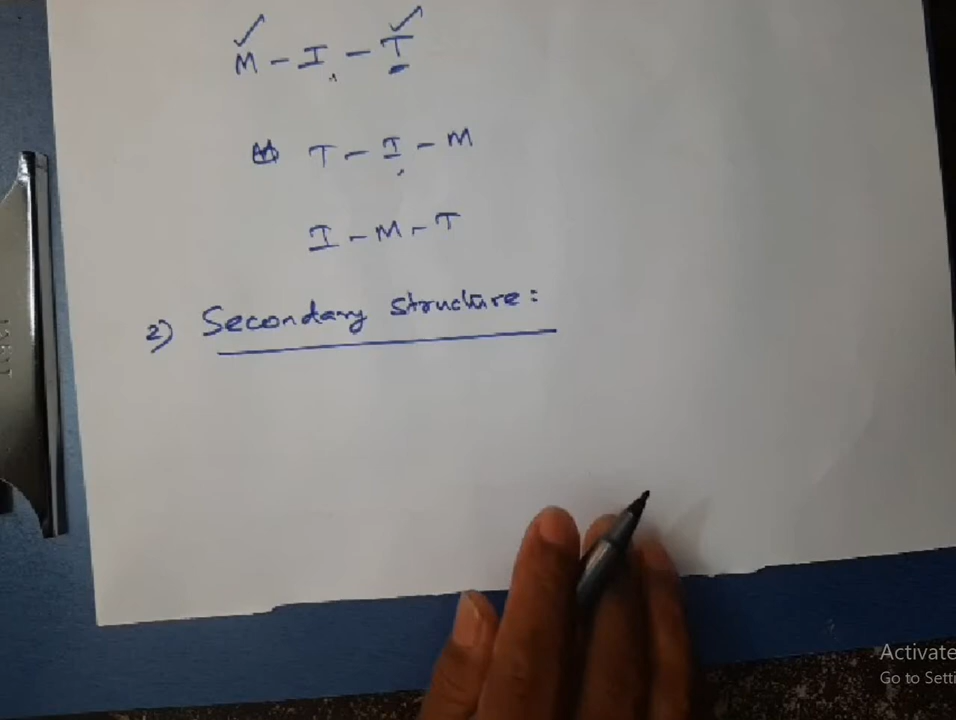 M - I - T
T - I - M
I - M - T
2) Secondary Structure:
Activate
Go to Setti